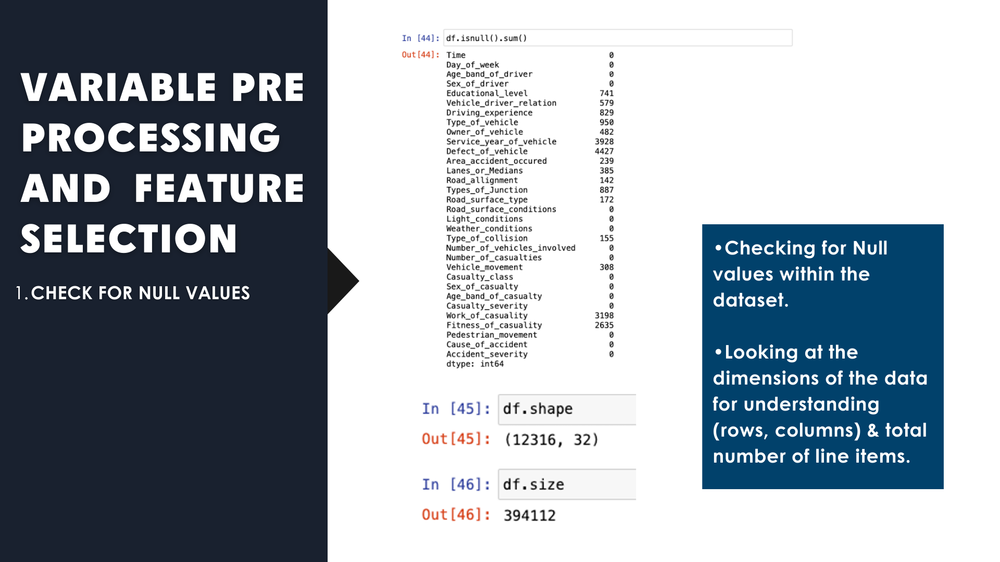 VARIABLE PRE
PROCESSING
AND FEATURE
SELECTION
1. CHECK FOR NULL VALUES
In [44]: df.isnull().sum()
Out[44]: Time 0
Day_of_week 0
Age_band_of_driver 0
Sex_of_driver 0
Educational_level 741
Vehicle_driver_relation 579
Driving_experience 829
Type_of_vehicle 950
Owner_of_vehicle 482
Service_year_of_vehicle 3928
Defect_of_vehicle 4427
Area_accident_occured 239
Lanes_or_Medians 385
Road_allignment 142
Types_of_Junction 887
Road_surface_type 172
Road_surface_conditions 0
Light_conditions 0
Weather_conditions 0
Type_of_collision 155
Number_of_vehicles_involved 0
Number_of_casualties 0
Vehicle_movement 308
Casualty_class 0
Sex_of_casualty 0
Age_band_of_casualty 0
Casualty_severity 0
Work_of_casuality 3198
Fitness_of_casuality 2635
Pedestrian_movement 0
Cause_of_accident 0
Accident_severity 0
dtype: int64
In [45]: df.shape
Out[45]: (12316, 32)
In [46]: df.size
Out[46]: 394112
•Checking for Null
values within the
dataset.
•Looking at the
dimensions of the data
for understanding
(rows, columns) & total
number of line items.